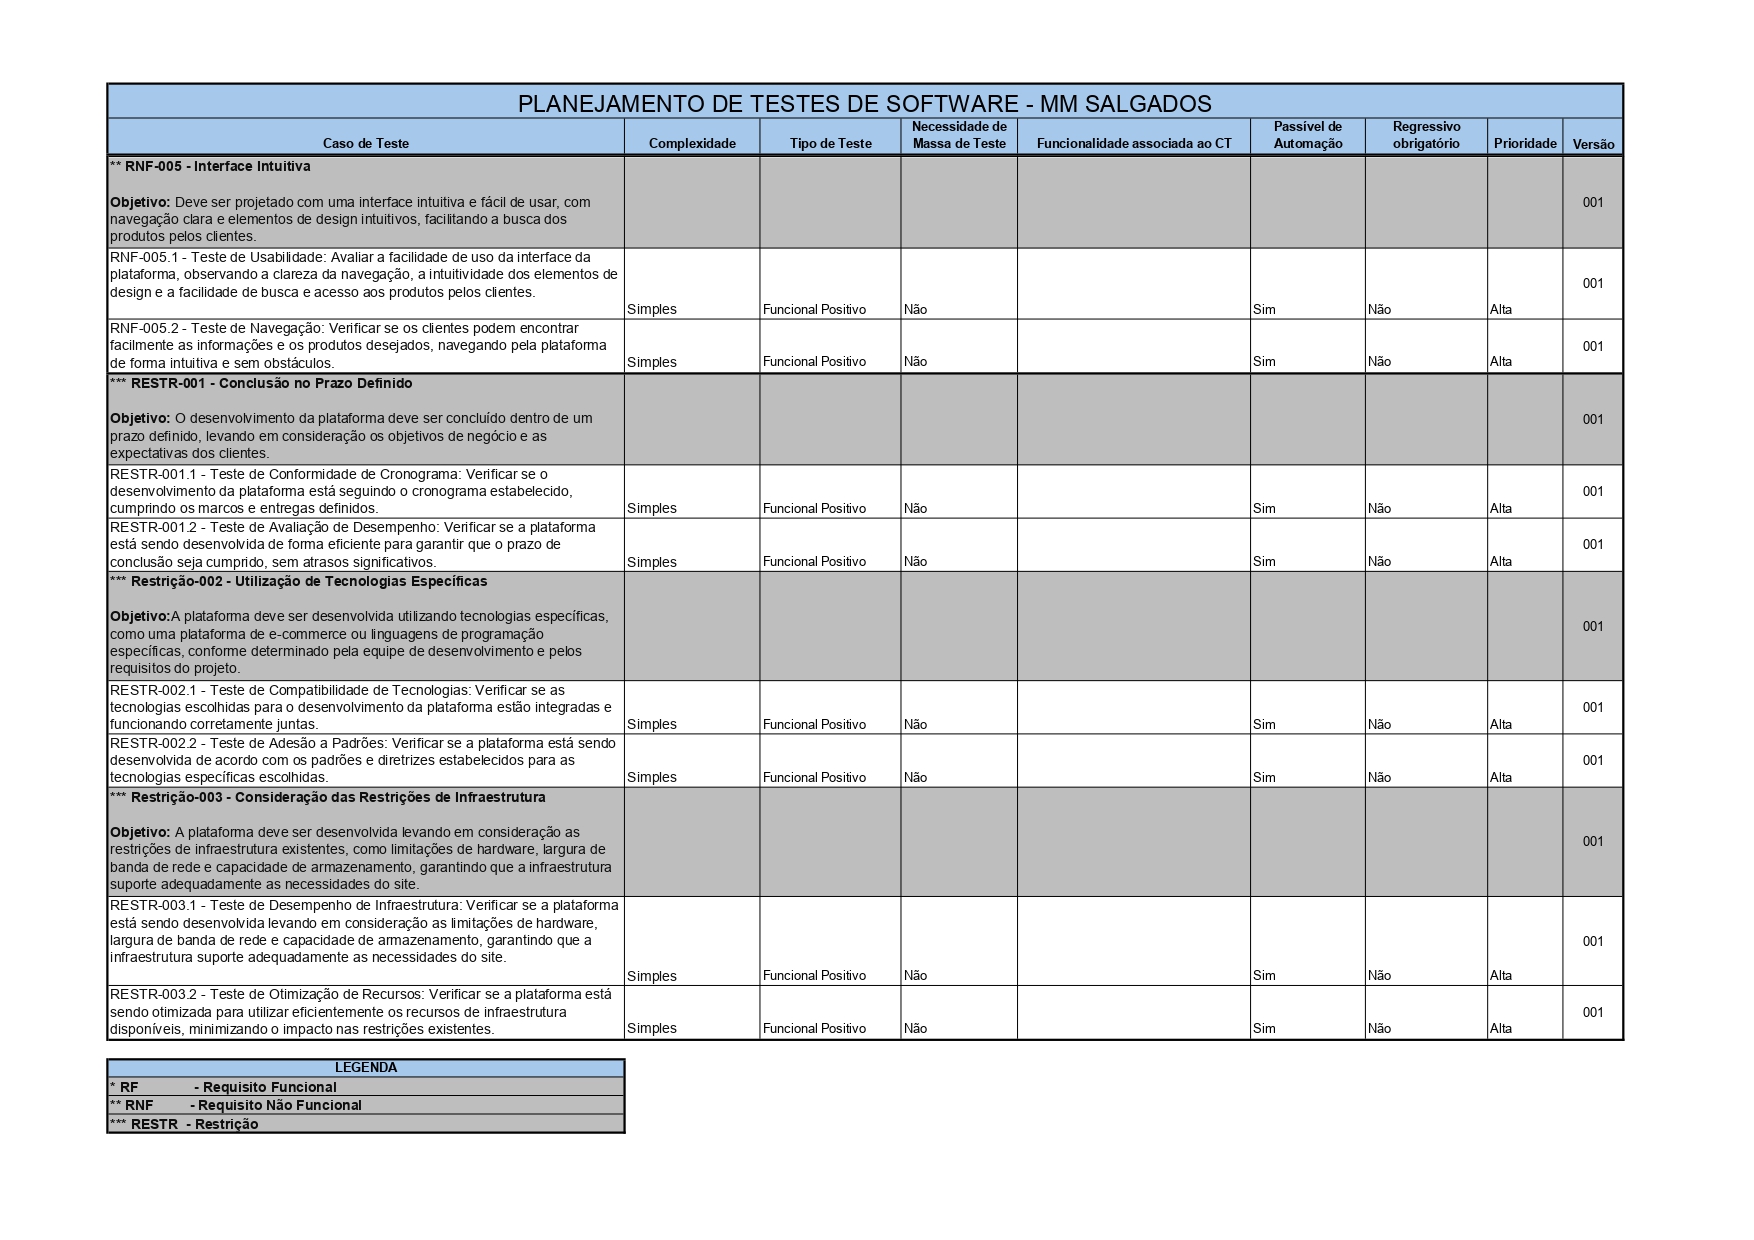 PLANEJAMENTO DE TESTES DE SOFTWARE - MM SALGADOS
Caso de Teste
Complexidade
Tipo de Teste
Necessidade de
Massa de Teste
Funcionalidade associada ao CT
Passível de
Automação
Regressivo
obrigatório
Prioridade
Versão
** RNF-005 - Interface Intuitiva
Objetivo: Deve ser projetado com uma interface intuitiva e fácil de usar, com
navegação clara e elementos de design intuitivos, facilitando a busca dos
produtos pelos clientes.
001
RNF-005.1 - Teste de Usabilidade: Avaliar a facilidade de uso da interface da
plataforma, observando a clareza da navegação, a intuitividade dos elementos de
design e a facilidade de busca e acesso aos produtos pelos clientes.
Simples Funcional Positivo Não Sim Não Alta 001
RNF-005.2 - Teste de Navegação: Verificar se os clientes podem encontrar
facilmente as informações e os produtos desejados, navegando pela plataforma
de forma intuitiva e sem obstáculos.
Simples Funcional Positivo Não Sim Não Alta 001
*** RESTR-001 - Conclusão no Prazo Definido
Objetivo: O desenvolvimento da plataforma deve ser concluído dentro de um
prazo definido, levando em consideração os objetivos de negócio e as
expectativas dos clientes.
001
RESTR-001.1 - Teste de Conformidade de Cronograma: Verificar se o
desenvolvimento da plataforma está seguindo o cronograma estabelecido,
cumprindo os marcos e entregas definidos.
Simples Funcional Positivo Não Sim Não Alta 001
RESTR-001.2 - Teste de Avaliação de Desempenho: Verificar se a plataforma
está sendo desenvolvida de forma eficiente para garantir que o prazo de
conclusão seja cumprido, sem atrasos significativos.
Simples Funcional Positivo Não Sim Não Alta 001
*** Restrição-002 - Utilização de Tecnologias Específicas
Objetivo:A plataforma deve ser desenvolvida utilizando tecnologias específicas,
como uma plataforma de e-commerce ou linguagens de programação
específicas, conforme determinado pela equipe de desenvolvimento e pelos
requisitos do projeto.
001
RESTR-002.1 - Teste de Compatibilidade de Tecnologias: Verificar se as
tecnologias escolhidas para o desenvolvimento da plataforma estão integradas e
funcionando corretamente juntas.
Simples Funcional Positivo Não Sim Não Alta 001
RESTR-002.2 - Teste de Adesão a Padrões: Verificar se a plataforma está sendo
desenvolvida de acordo com os padrões e diretrizes estabelecidos para as
tecnologias específicas escolhidas.
Simples Funcional Positivo Não Sim Não Alta 001
*** Restrição-003 - Consideração das Restrições de Infraestrutura
Objetivo: A plataforma deve ser desenvolvida levando em consideração as
restrições de infraestrutura existentes, como limitações de hardware, largura de
banda de rede e capacidade de armazenamento, garantindo que a infraestrutura
suporte adequadamente as necessidades do site.
001
RESTR-003.1 - Teste de Desempenho de Infraestrutura: Verificar se a plataforma
está sendo desenvolvida levando em consideração as limitações de hardware,
largura de banda de rede e capacidade de armazenamento, garantindo que a
infraestrutura suporte adequadamente as necessidades do site.
Simples Funcional Positivo Não Sim Não Alta 001
RESTR-003.2 - Teste de Otimização de Recursos: Verificar se a plataforma está
sendo otimizada para utilizar eficientemente os recursos de infraestrutura
disponíveis, minimizando o impacto nas restrições existentes.
Simples Funcional Positivo Não Sim Não Alta 001
LEGENDA
* RF - Requisito Funcional
** RNF - Requisito Não Funcional
*** RESTR - Restrição